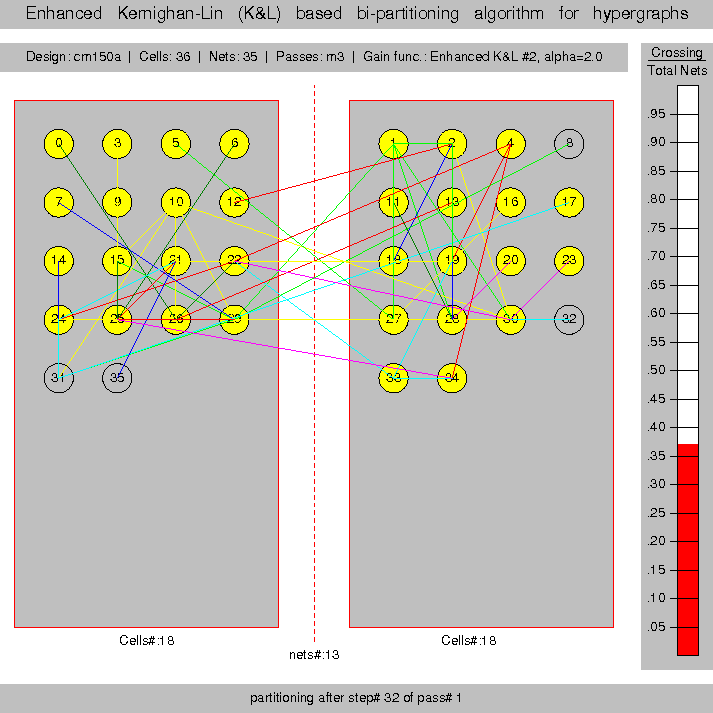 Enhanced Kernighan-Lin (K&L) based bi-partitioning algorithm for hypergraphs
Design: cm150a | Cells: 36 | Nets: 35 | Passes: m3 | Gain func.: Enhanced K&L #2, alpha=2.0
Crossing
Total Nets
0 3 5 6
7 9 10 12
14 15 21 22
24 25 26 29
31 35
1 2 4 8
11 13 16 17
18 19 20 23
27 28 30 32
33 34
.95
.90
.85
.80
.75
.70
.65
.60
.55
.50
.45
.40
.35
.30
.25
.20
.15
.10
.05
Cells#:18
nets#:13
Cells#:18
partitioning after step# 32 of pass# 1